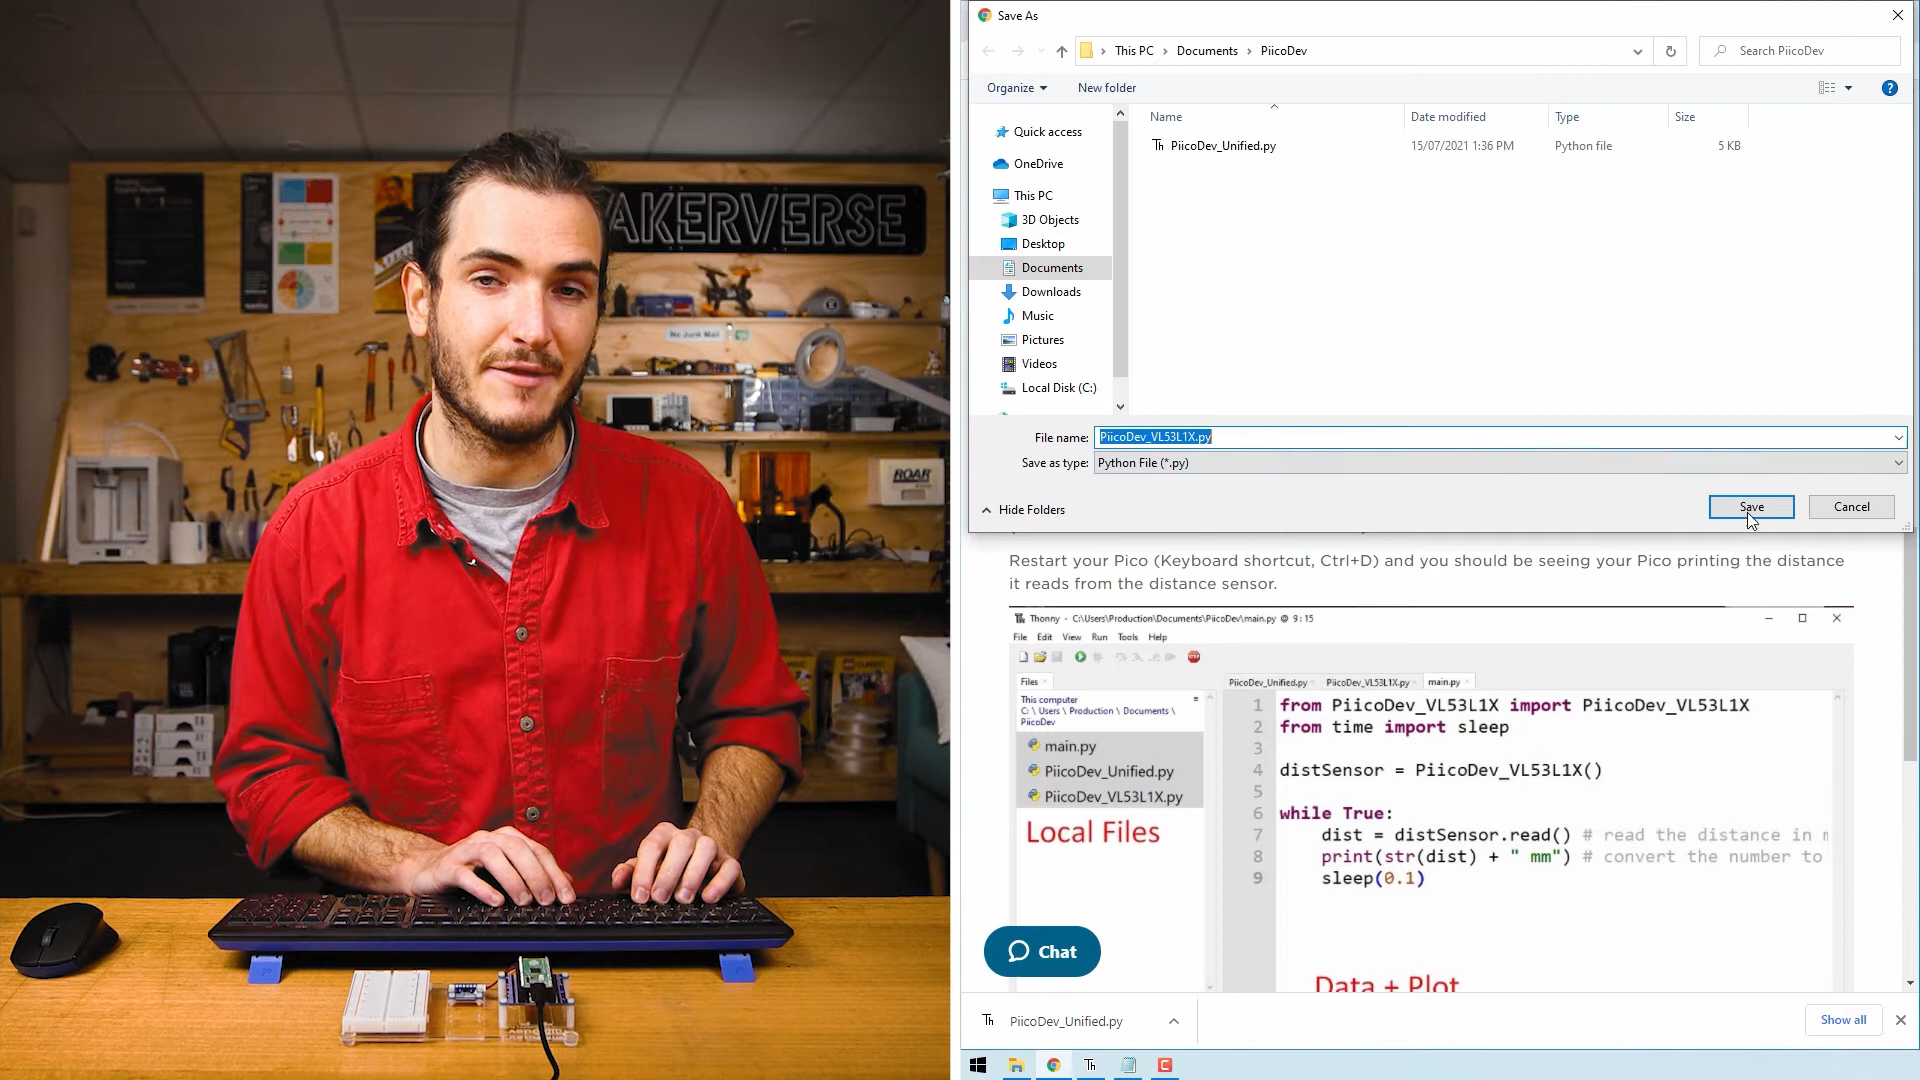 AKERVERSE
No Junk Mail
ROAR
Save As
This PC > Documents > PiicoDev
Search PiicoDev
Organize
New folder
Name
Date modified
Type
Size
PiicoDev_Unified.py
15/07/2021 1:36 PM
Python file
5 KB
Quick access
OneDrive
This PC
3D Objects
Desktop
Documents
Downloads
Music
Pictures
Videos
Local Disk (C:)
File name:
PiicoDev_VL53L1X.py
Save as type:
Python File (*.py)
Hide Folders
Save
Cancel
Restart your Pico (Keyboard shortcut, Ctrl+D) and you should be seeing your Pico printing the distance
it reads from the distance sensor.
Thonny - C:\Users\Production\Documents\PiicoDev\main.py @ 9:15
File Edit View Run Tools Help
STOP
Files
This computer
C: \ Users \ Production \ Documents \
PiicoDev
main.py
PiicoDev_Unified.py
PiicoDev_VL53L1X.py
Local Files
PiicoDev_Unified.py
PiicoDev_VL53L1X.py
main.py
1 from PiicoDev_VL53L1X import PiicoDev_VL53L1X
2 from time import sleep
3
4 distSensor = PiicoDev_VL53L1X()
5
6 while True:
7 dist = distSensor.read() # read the distance in
8 print(str(dist) + " mm") # convert the number to
9 sleep(0.1)
Data + Plot
Chat
Th PiicoDev_Unified.py
Show all